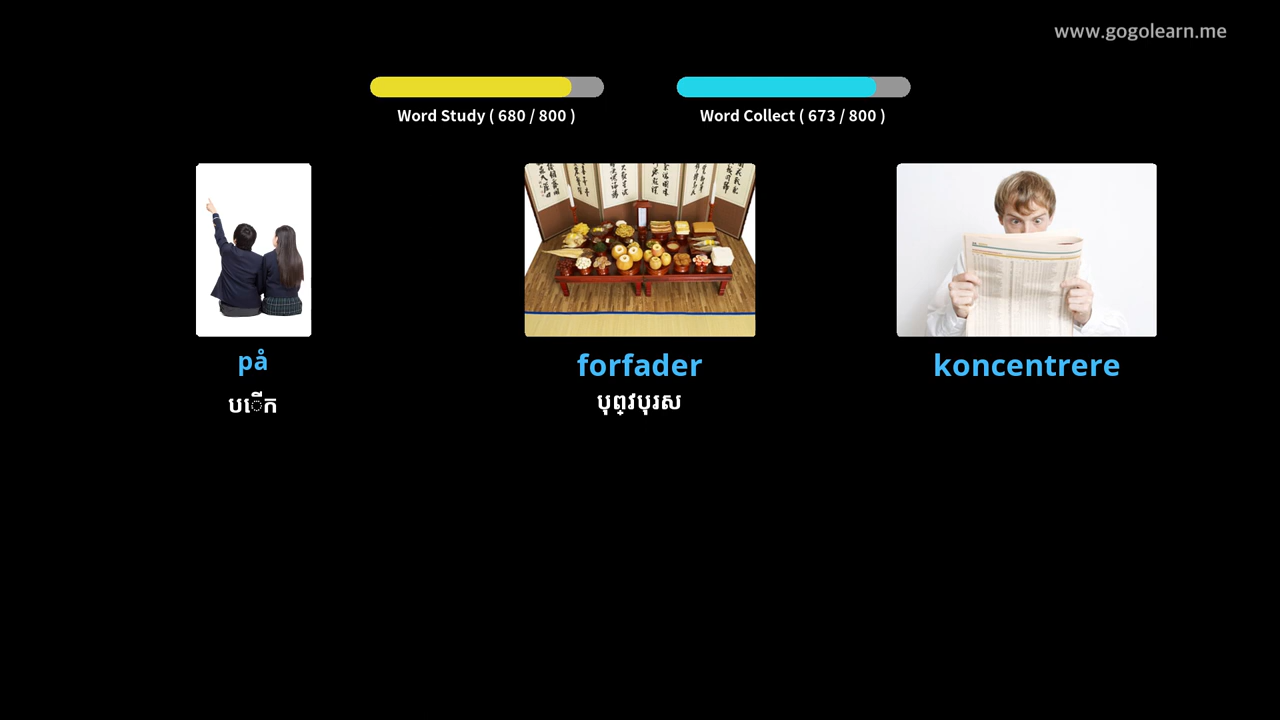 www.gogolearn.me
Word Study ( 680 / 800 )
Word Collect ( 673 / 800 )
på
បើក
forfader
បុព្វបុរស
koncentrere